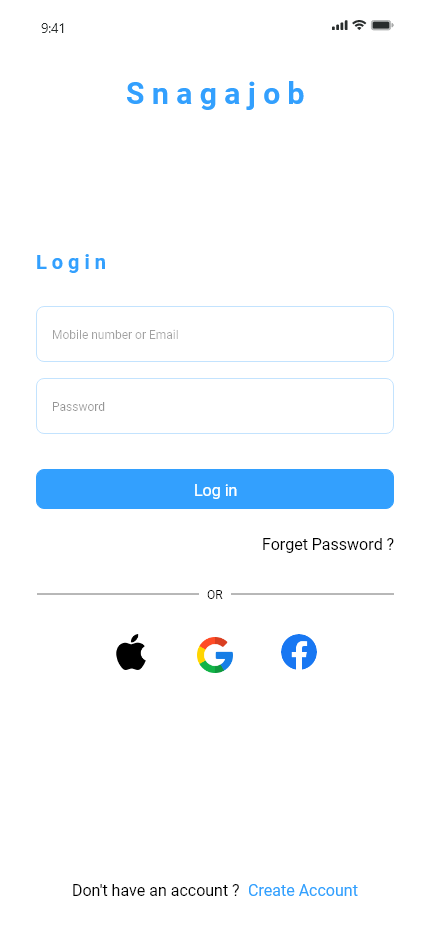 9:41
Snagajob
Login
Mobile number or Email
Password
Log in
Forget Password ?
OR
Don't have an account ? Create Account